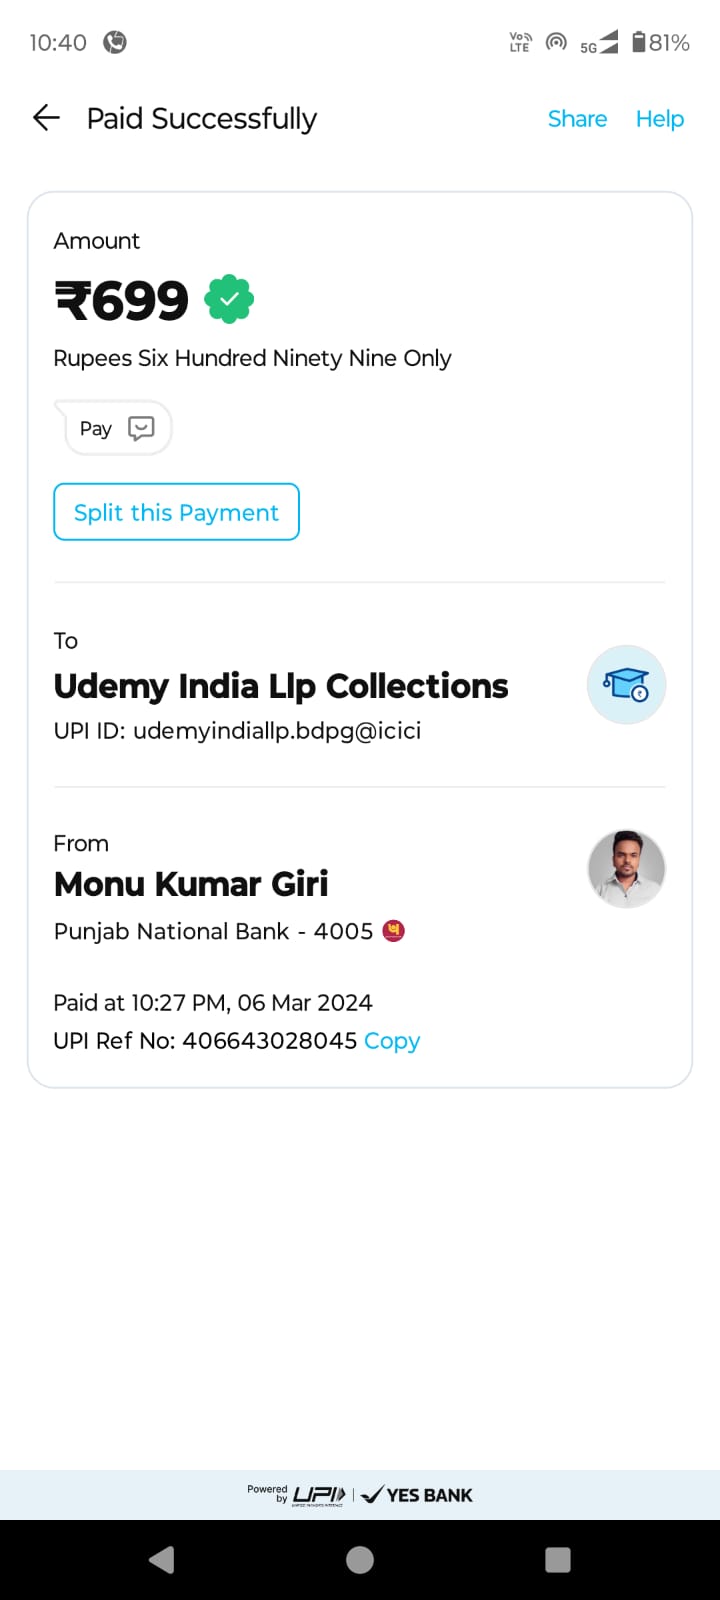 10:40
Vo LTE 5G 81%
Paid Successfully Share Help
Amount
₹699
Rupees Six Hundred Ninety Nine Only
Pay
Split this Payment
To
Udemy India Llp Collections
UPI ID: udemyindiallp.bdpg@icici
From
Monu Kumar Giri
Punjab National Bank - 4005
Paid at 10:27 PM, 06 Mar 2024
UPI Ref No: 406643028045 Copy
Powered by UPI | YES BANK